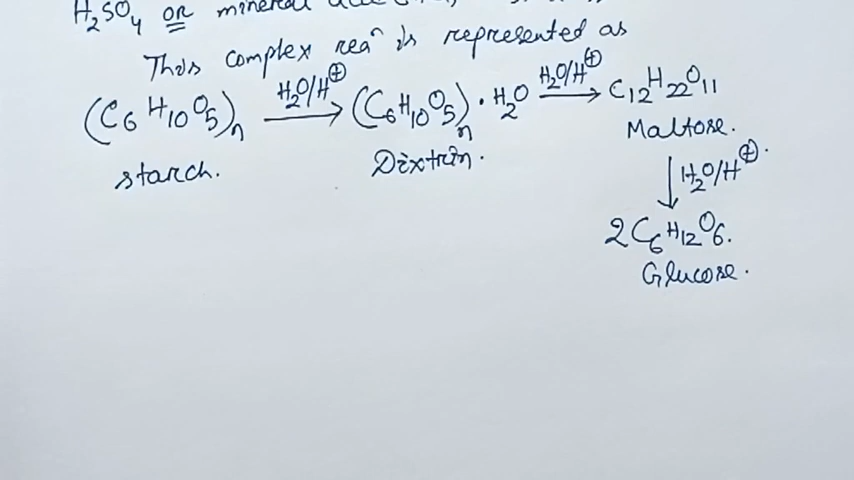 H2SO4 or mineral
This complex reaⁿ is represented as
(C6H10O5)n H2O/H⊕ → (C6H10O5)n · H2O H2O/H⊕ → C12H22O11
starch. Dixtrin. Maltose.
↓ H2O/H⊕.
2C6H12O6.
Glucose.